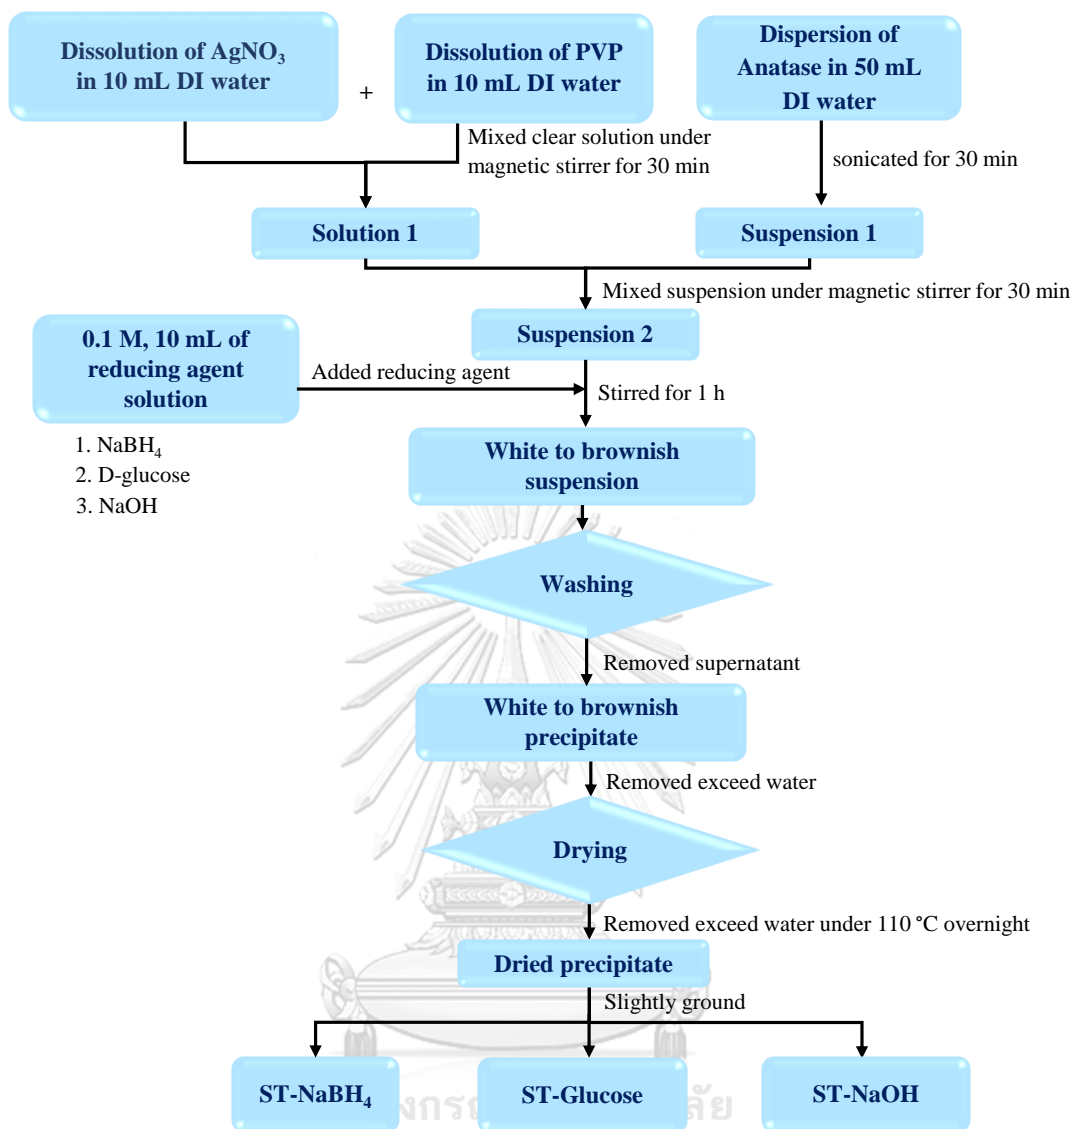 Dissolution of AgNO₃
in 10 mL DI water
+
Dissolution of PVP
in 10 mL DI water
Dispersion of
Anatase in 50 mL
DI water
Mixed clear solution under
magnetic stirrer for 30 min
sonicated for 30 min
Solution 1
Suspension 1
Mixed suspension under magnetic stirrer for 30 min
Suspension 2
0.1 M, 10 mL of
reducing agent
solution
Added reducing agent
Stirred for 1 h
1. NaBH₄
2. D-glucose
3. NaOH
White to brownish
suspension
Washing
Removed supernatant
White to brownish
precipitate
Removed exceed water
Drying
Removed exceed water under 110 °C overnight
Dried precipitate
Slightly ground
ST-NaBH₄
ST-Glucose
ST-NaOH